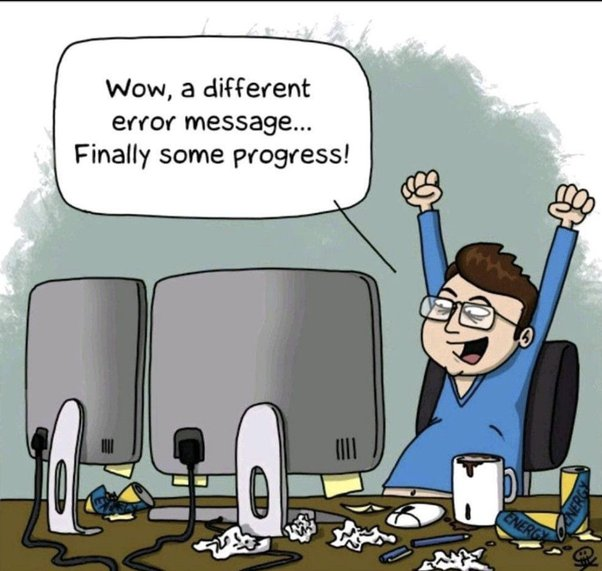 Wow, a different
error message...
Finally some progress!
ENERGY
ENERGY